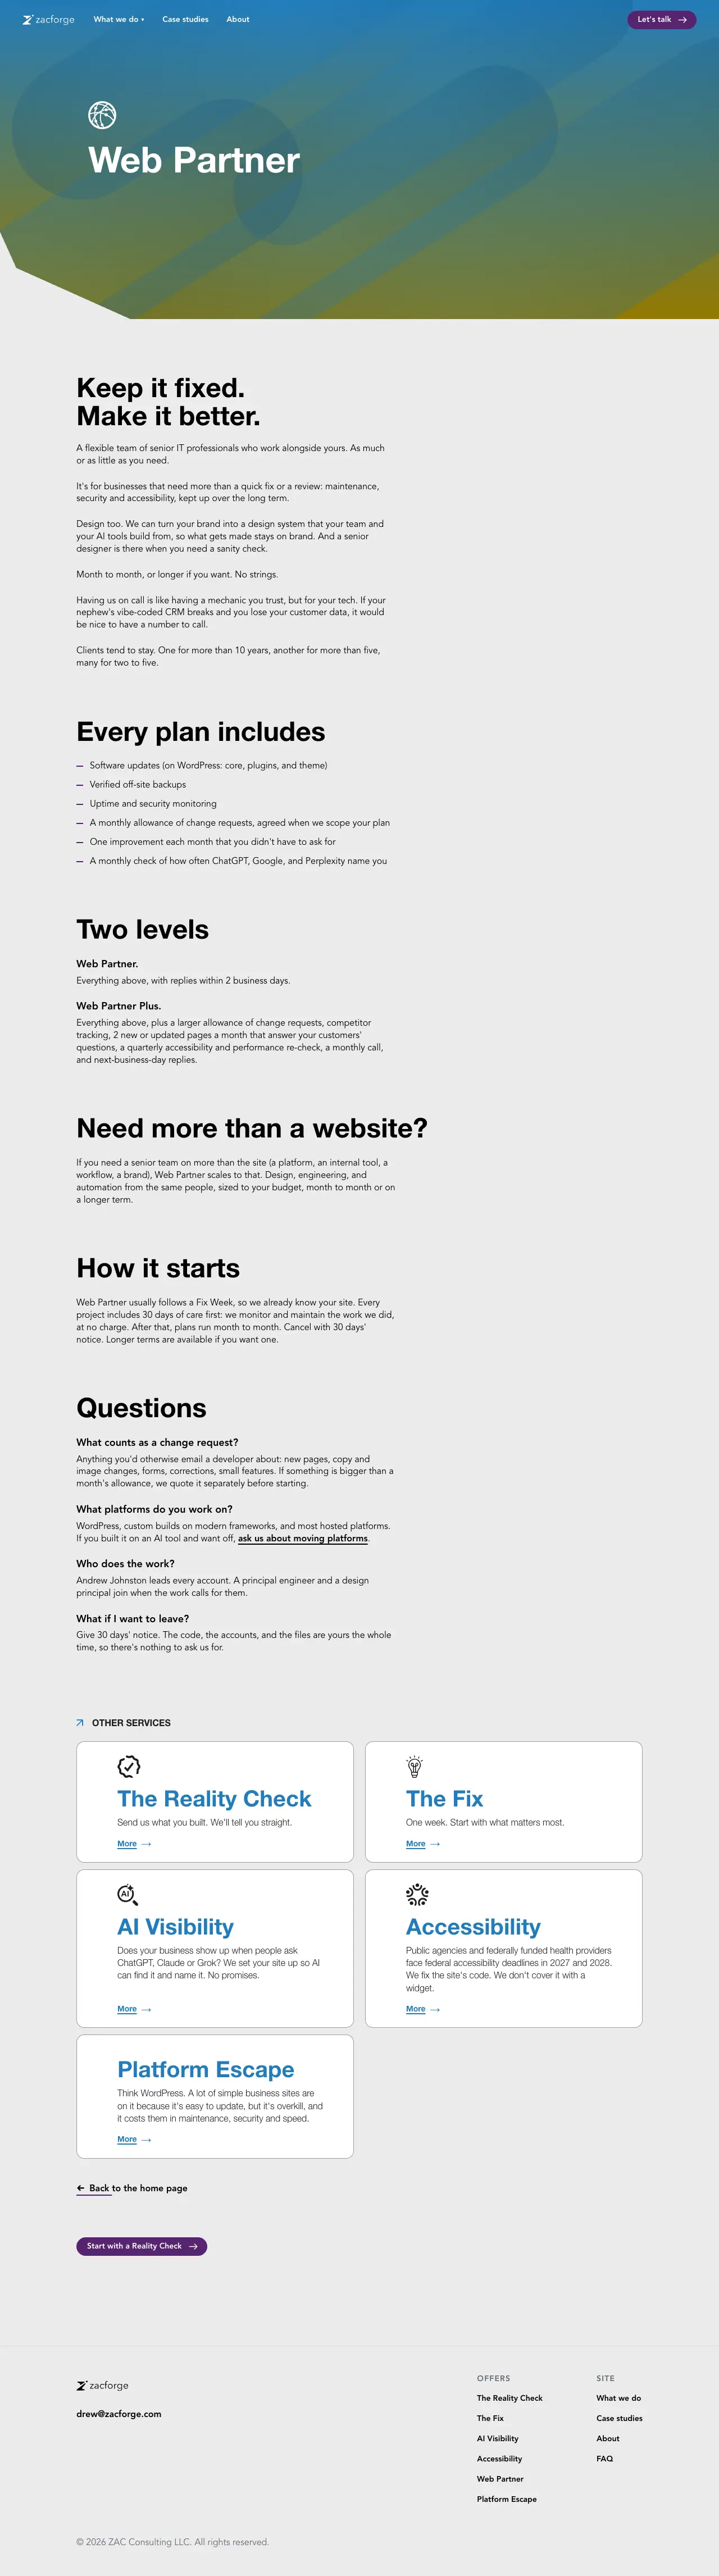 zacforge
What we do ▾
Case studies
About
Let's talk →
Web Partner
Keep it fixed.
Make it better.
A flexible team of senior IT professionals who work alongside yours. As much
or as little as you need.
It's for businesses that need more than a quick fix or a review: maintenance,
security and accessibility, kept up over the long term.
Design too. We can turn your brand into a design system that your team and
your AI tools build from, so what gets made stays on brand. And a senior
designer is there when you need a sanity check.
Month to month, or longer if you want. No strings.
Having us on call is like having a mechanic you trust, but for your tech. If your
nephew's vibe-coded CRM breaks and you lose your customer data, it would
be nice to have a number to call.
Clients tend to stay. One for more than 10 years, another for more than five,
many for two to five.
Every plan includes
— Software updates (on WordPress: core, plugins, and theme)
— Verified off-site backups
— Uptime and security monitoring
— A monthly allowance of change requests, agreed when we scope your plan
— One improvement each month that you didn't have to ask for
— A monthly check of how often ChatGPT, Google, and Perplexity name you
Two levels
Web Partner.
Everything above, with replies within 2 business days.
Web Partner Plus.
Everything above, plus a larger allowance of change requests, competitor
tracking, 2 new or updated pages a month that answer your customers'
questions, a quarterly accessibility and performance re-check, a monthly call,
and next-business-day replies.
Need more than a website?
If you need a senior team on more than the site (a platform, an internal tool, a
workflow, a brand), Web Partner scales to that. Design, engineering, and
automation from the same people, sized to your budget, month to month or on
a longer term.
How it starts
Web Partner usually follows a Fix Week, so we already know your site. Every
project includes 30 days of care first: we monitor and maintain the work we did,
at no charge. After that, plans run month to month. Cancel with 30 days'
notice. Longer terms are available if you want one.
Questions
What counts as a change request?
Anything you'd otherwise email a developer about: new pages, copy and
image changes, forms, corrections, small features. If something is bigger than a
month's allowance, we quote it separately before starting.
What platforms do you work on?
WordPress, custom builds on modern frameworks, and most hosted platforms.
If you built it on an AI tool and want off, ask us about moving platforms.
Who does the work?
Andrew Johnston leads every account. A principal engineer and a design
principal join when the work calls for them.
What if I want to leave?
Give 30 days' notice. The code, the accounts, and the files are yours the whole
time, so there's nothing to ask us for.
OTHER SERVICES
The Reality Check
Send us what you built. We'll tell you straight.
More →
The Fix
One week. Start with what matters most.
More →
AI
AI Visibility
Does your business show up when people ask
ChatGPT, Claude or Grok? We set your site up so AI
can find it and name it. No promises.
More →
Accessibility
Public agencies and federally funded health providers
face federal accessibility deadlines in 2027 and 2028.
We fix the site's code. We don't cover it with a
widget.
More →
Platform Escape
Think WordPress. A lot of simple business sites are
on it because it's easy to update, but it's overkill, and
it costs them in maintenance, security and speed.
More →
← Back to the home page
Start with a Reality Check →
zacforge
drew@zacforge.com
OFFERS
The Reality Check
The Fix
AI Visibility
Accessibility
Web Partner
Platform Escape
SITE
What we do
Case studies
About
FAQ
© 2026 ZAC Consulting LLC. All rights reserved.